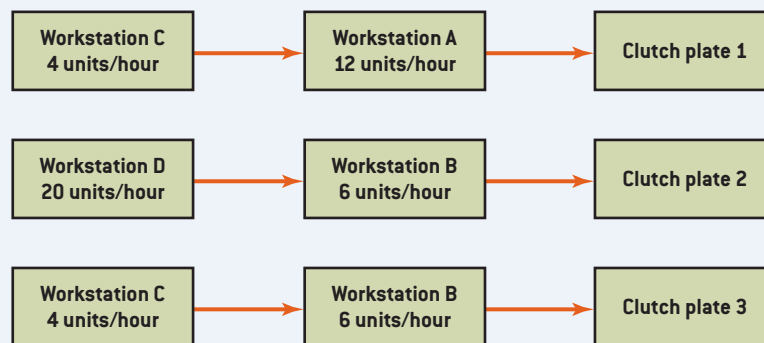 Workstation C
4 units/hour
Workstation A
12 units/hour
Clutch plate 1
Workstation D
20 units/hour
Workstation B
6 units/hour
Clutch plate 2
Workstation C
4 units/hour
Workstation B
6 units/hour
Clutch plate 3